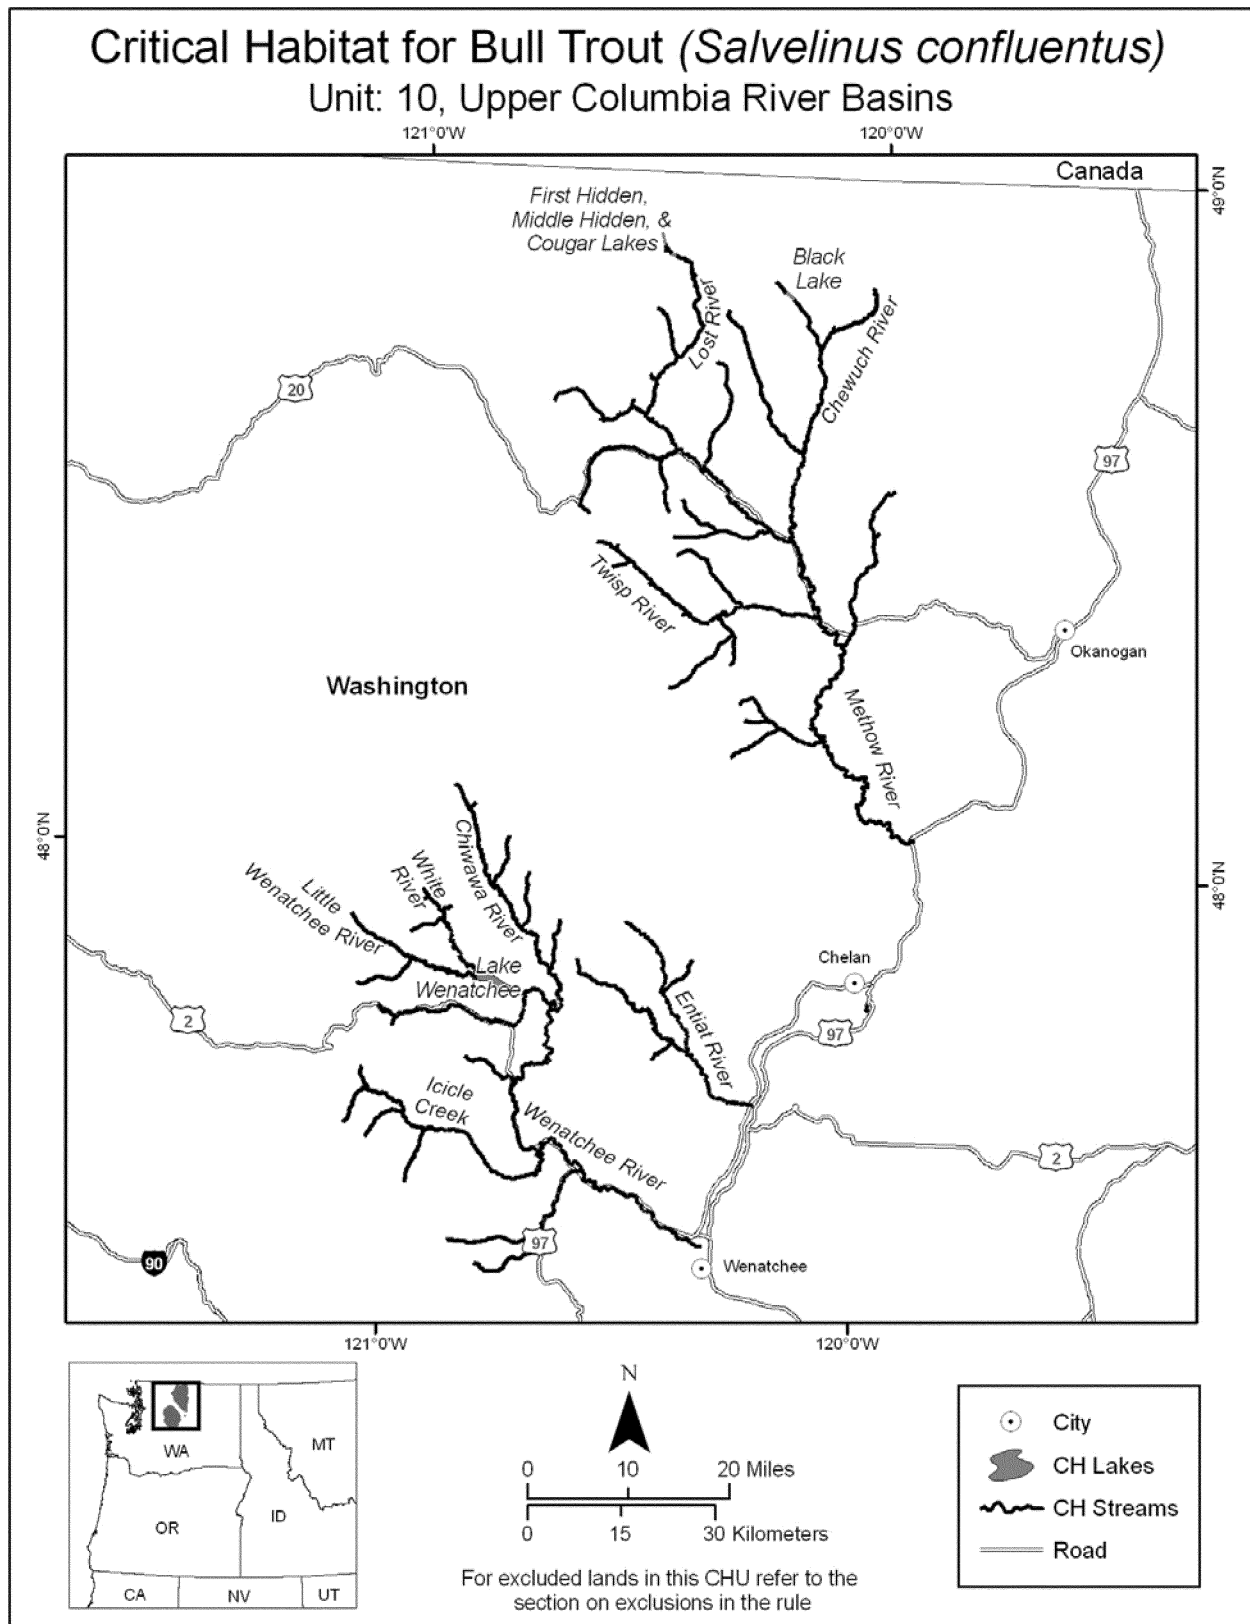 Critical Habitat for Bull Trout (Salvelinus confluentus)
Unit: 10, Upper Columbia River Basins
121°0'W
120°0'W
Canada
49°0'N
First Hidden,
Middle Hidden, &
Cougar Lakes
Black
Lake
Lost River
Chewuch River
20
97
Twisp River
Okanogan
Washington
Methow River
48°0'N
48°0'N
Chiwawa River
White
River
Little
Wenatchee River
Lake
Wenatchee
Chelan
Entiat River
2
97
Icicle
Creek
Wenatchee River
2
97
90
Wenatchee
121°0'W
120°0'W
WA
MT
OR
ID
CA
NV
UT
N
0
10
20 Miles
0
15
30 Kilometers
For excluded lands in this CHU refer to the
section on exclusions in the rule
City
CH Lakes
CH Streams
Road